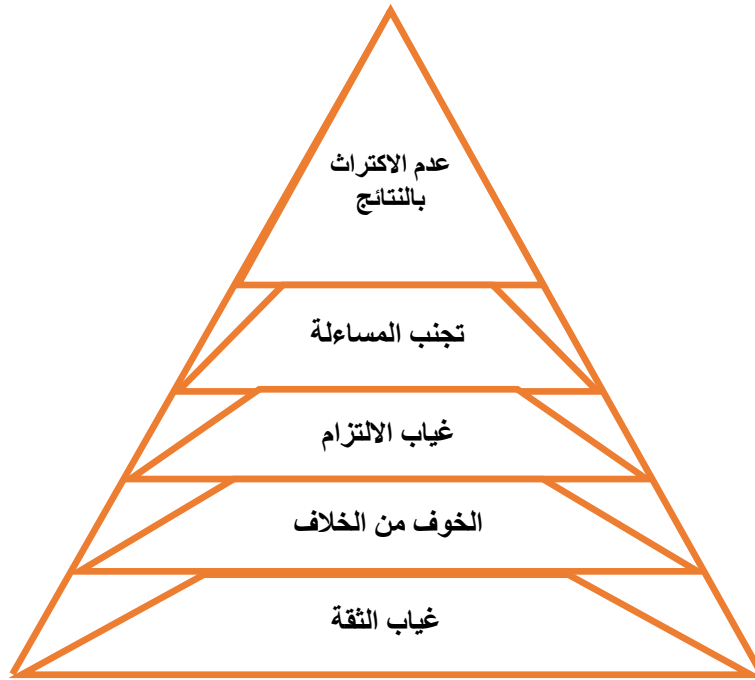 عدم الاكتراث
بالنتائج
تجنب المساءلة
غياب الالتزام
الخوف من الخلاف
غياب الثقة